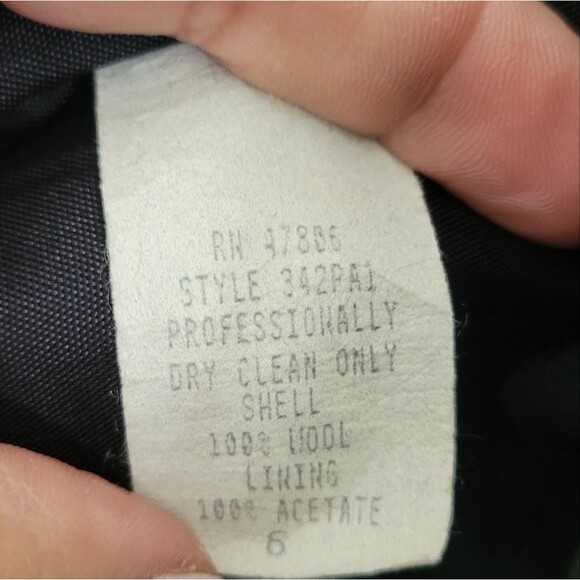 RN 47806
STYLE 342PA1
PROFESSIONALLY
DRY CLEAN ONLY
SHELL
100% WOOL
LINING
100% ACETATE
6